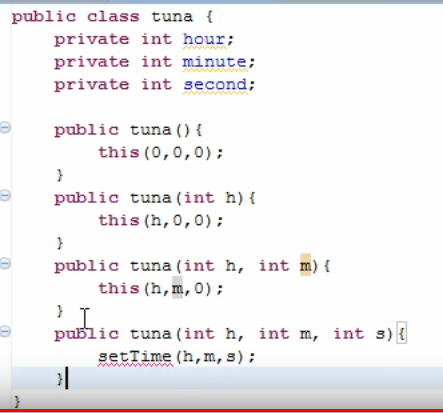 public class tuna {
    private int hour;
    private int minute;
    private int second;

    public tuna(){
        this(0,0,0);
    }
    public tuna(int h){
        this(h,0,0);
    }
    public tuna(int h, int m){
        this(h,m,0);
    }
    public tuna(int h, int m, int s){
        setTime(h,m,s);
    }
}